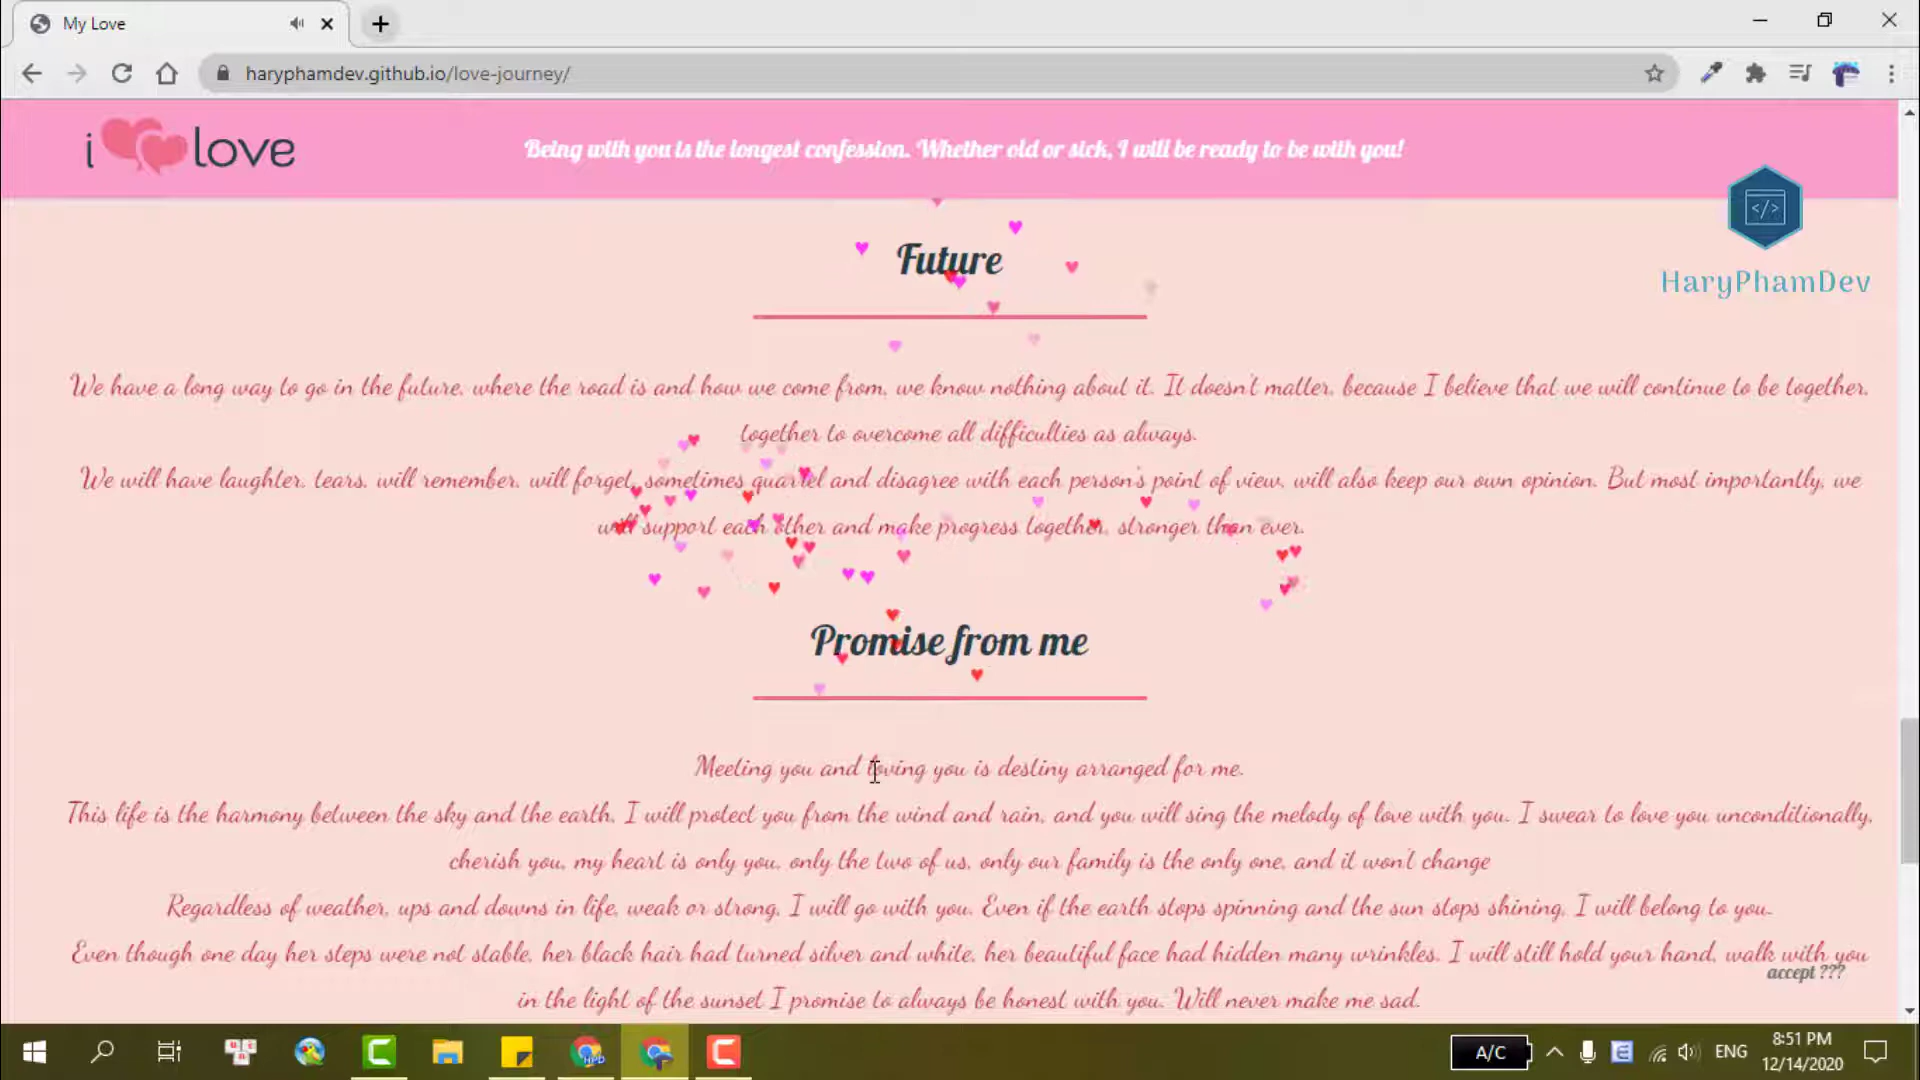 My Love
haryphamdev.github.io/love-journey/
i love
Being with you is the longest confession. Whether old or sick, I will be ready to be with you!
</>
HaryPhamDev
Future
We have a long way to go in the future, where the road is and how we come from, we know nothing about it. It doesn't matter, because I believe that we will continue to be together,
together to overcome all difficulties as always.
We will have laughter, tears, will remember, will forget, sometimes quarrel and disagree with each person's point of view, will also keep our own opinion. But most importantly, we
will support each other and make progress together, stronger than ever.
Promise from me
Meeting you and loving you is destiny arranged for me.
This life is the harmony between the sky and the earth, I will protect you from the wind and rain, and you will sing the melody of love with you. I swear to love you unconditionally,
cherish you, my heart is only you, only the two of us, only our family is the only one, and it won't change
Regardless of weather, ups and downs in life, weak or strong, I will go with you. Even if the earth stops spinning and the sun stops shining, I will belong to you.
Even though one day her steps were not stable, her black hair had turned silver and white, her beautiful face had hidden many wrinkles. I will still hold your hand, walk with you
accept ???
in the light of the sunset I promise to always be honest with you. Will never make me sad.
A/C
ENG
8:51 PM
12/14/2020